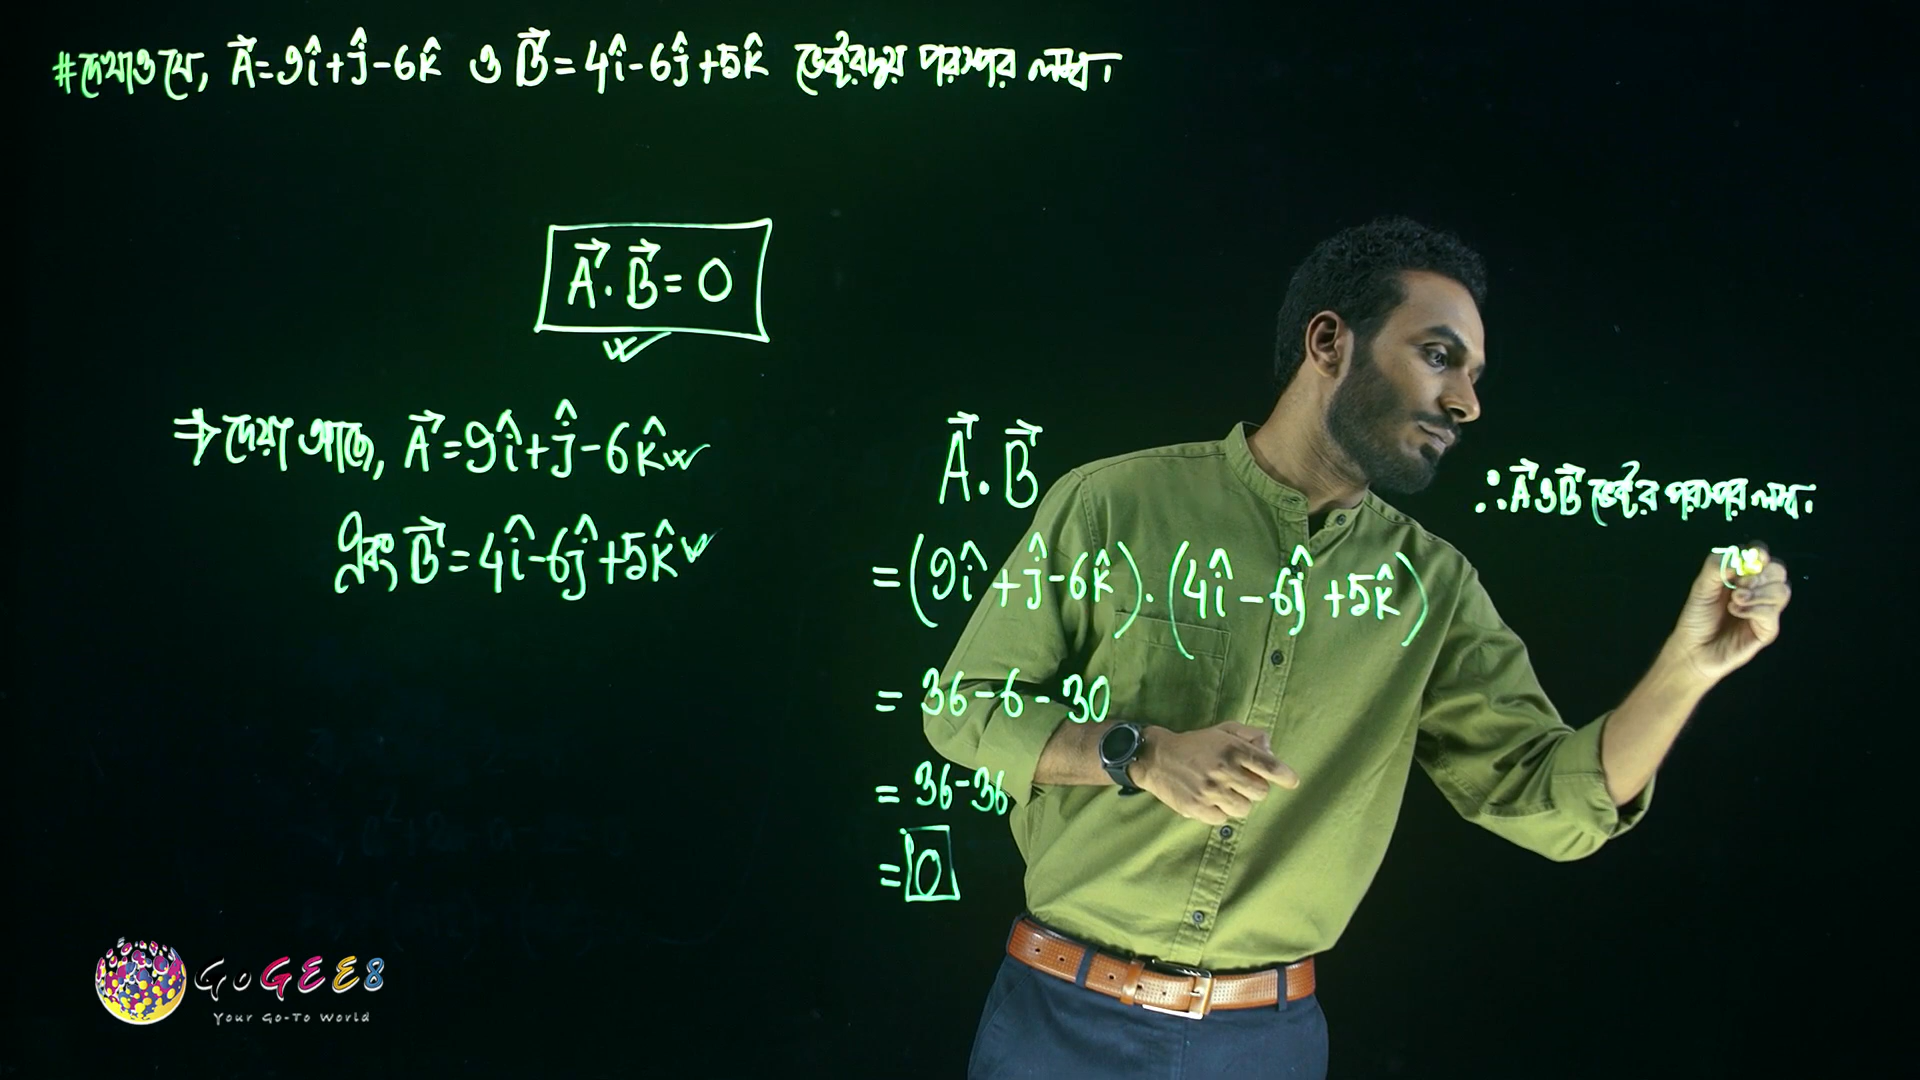 # দেখাও যে, A⃗ = 9î + ĵ - 6k̂ ও B⃗ = 4î - 6ĵ + 5k̂ ভেক্টরদ্বয় পরস্পর লম্ব।
A⃗ . B⃗ = 0
⇒ দেয়া আছে, A⃗ = 9î + ĵ - 6k̂
এবং B⃗ = 4î - 6ĵ + 5k̂
A⃗ . B⃗
= (9î + ĵ - 6k̂) . (4î - 6ĵ + 5k̂)
= 36 - 6 - 30
= 36 - 36
= 0
∴ A⃗ ও B⃗ ভেক্টর পরস্পর লম্ব।
GoGEE8
Your Go-To World